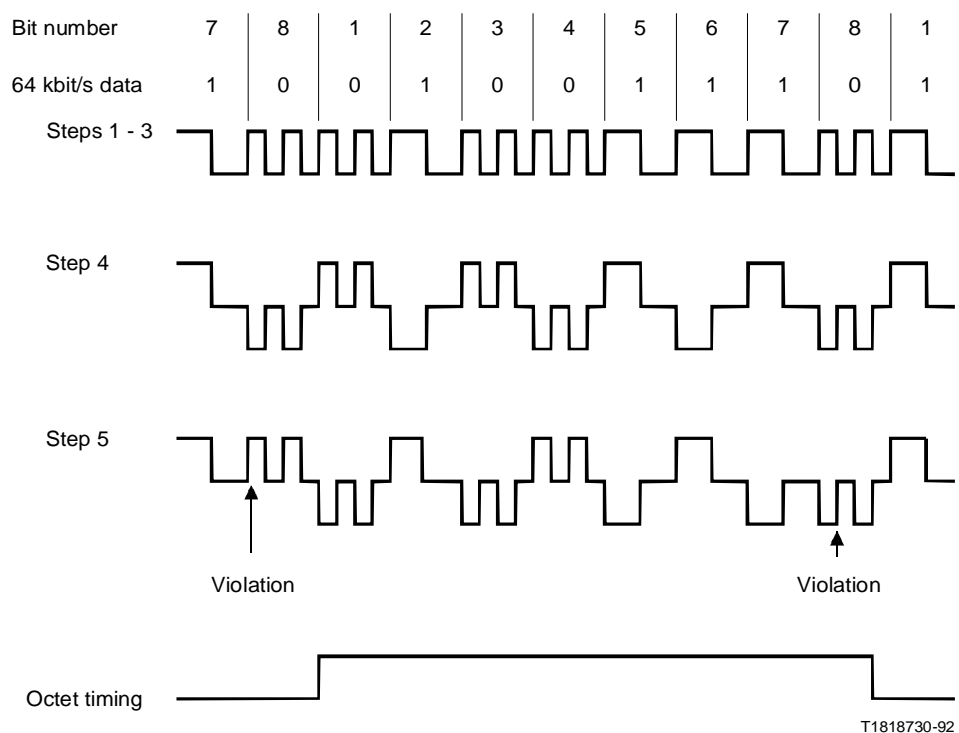 Bit number 7 8 1 2 3 4 5 6 7 8 1
64 kbit/s data 1 0 0 1 0 0 1 1 1 0 1
Steps 1 - 3
Step 4
Step 5
Violation Violation
Octet timing
T1818730-92